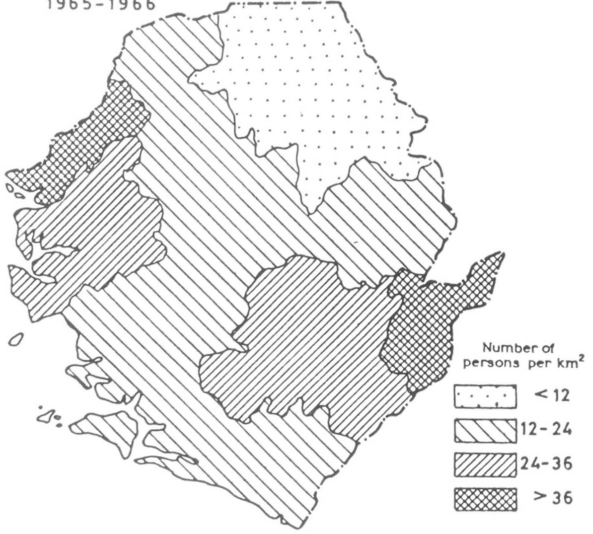 1965-1966
Number of
persons per km²
< 12
12-24
24-36
> 36